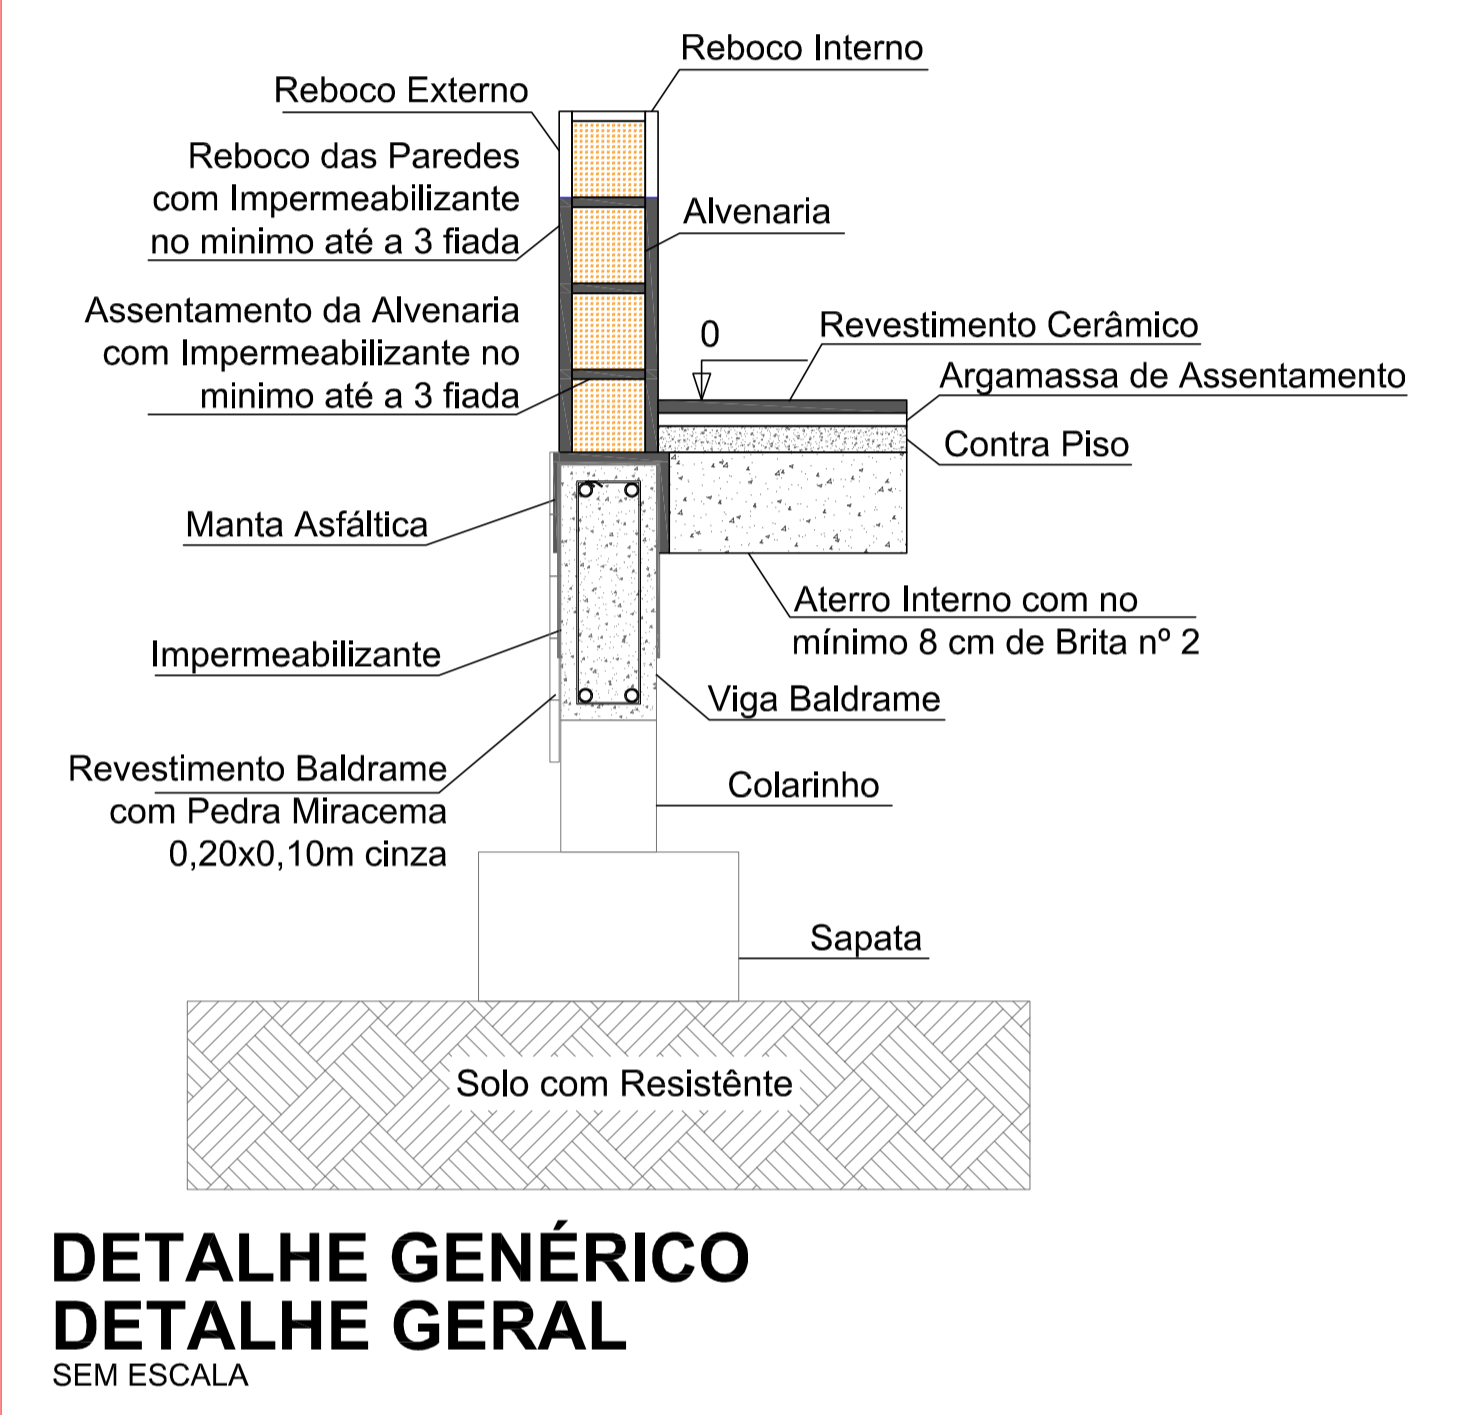 Reboco Interno
Reboco Externo
Reboco das Paredes
com Impermeabilizante
no minimo até a 3 fiada
Alvenaria
Assentamento da Alvenaria
com Impermeabilizante no
minimo até a 3 fiada
0
Revestimento Cerâmico
Argamassa de Assentamento
Contra Piso
Manta Asfáltica
Aterro Interno com no
mínimo 8 cm de Brita nº 2
Impermeabilizante
Viga Baldrame
Revestimento Baldrame
com Pedra Miracema
0,20x0,10m cinza
Colarinho
Sapata
Solo com Resistênte
DETALHE GENÉRICO
DETALHE GERAL
SEM ESCALA